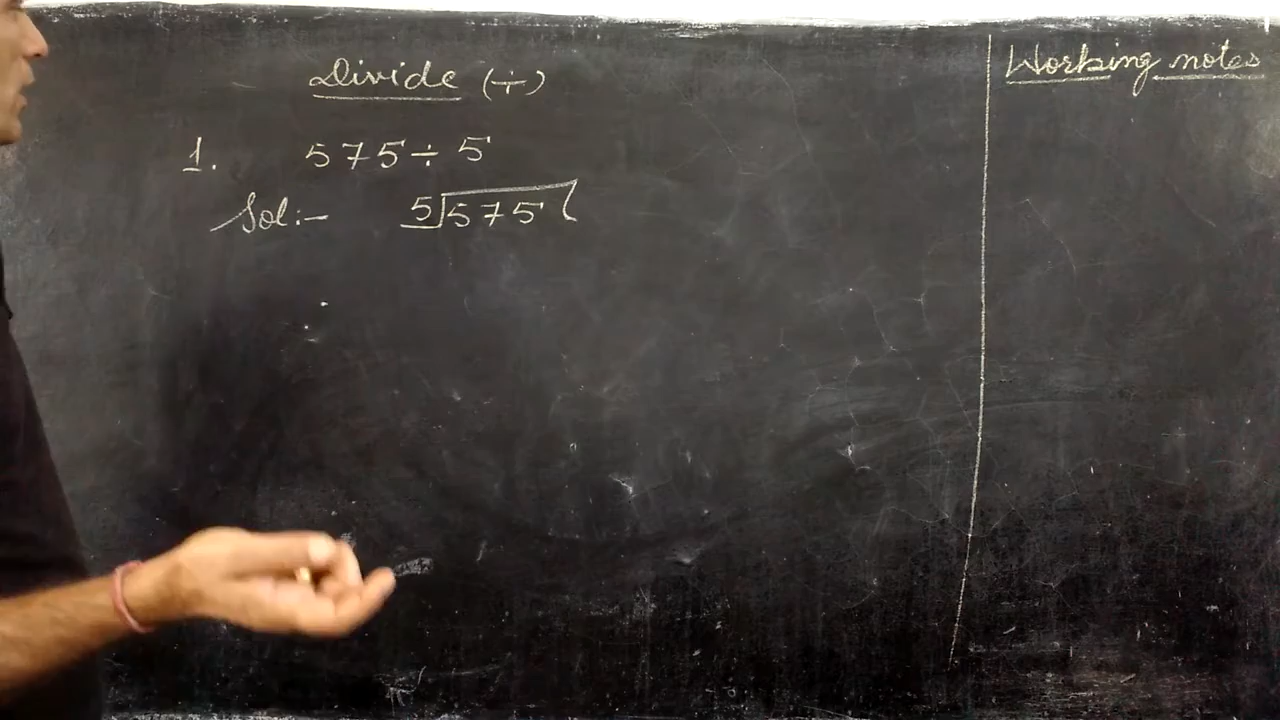 Divide (÷)
1. 575 ÷ 5
Sol:- 5)575(
Working notes